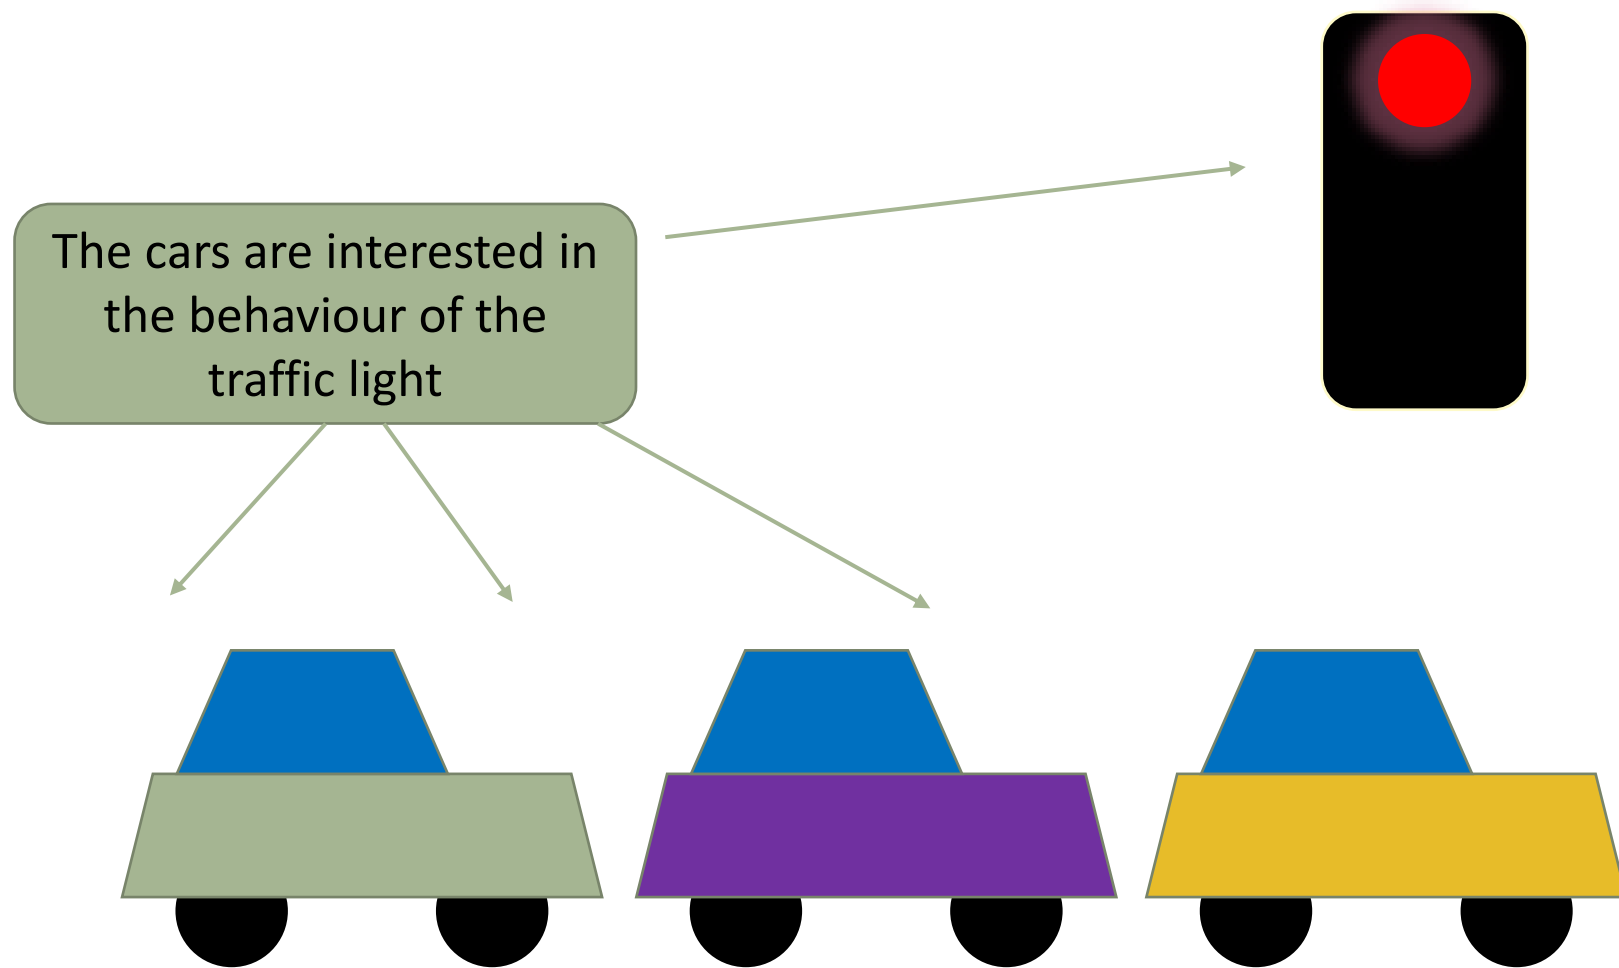 The cars are interested in
the behaviour of the
traffic light